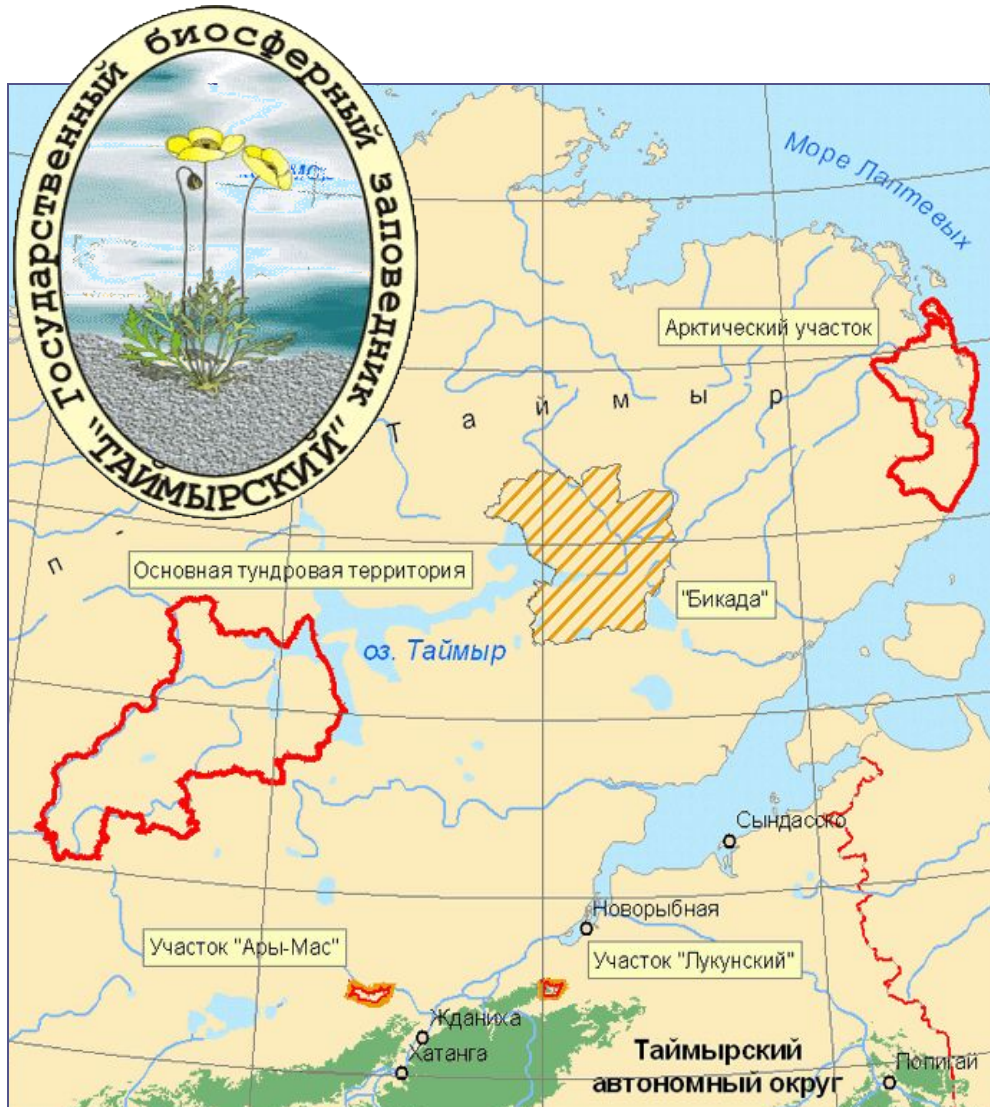 Государственный биосферный заповедник
"ТАЙМЫРСКИЙ"
Море Лаптевых
Арктический участок
Таймыр
Основная тундровая территория
п
"Бикада"
оз. Таймыр
Сындасско
Новорыбная
Участок "Ары-Мас"
Участок "Лукунский"
Жданиха
Хатанга
Таймырский
автономный округ
Попигай